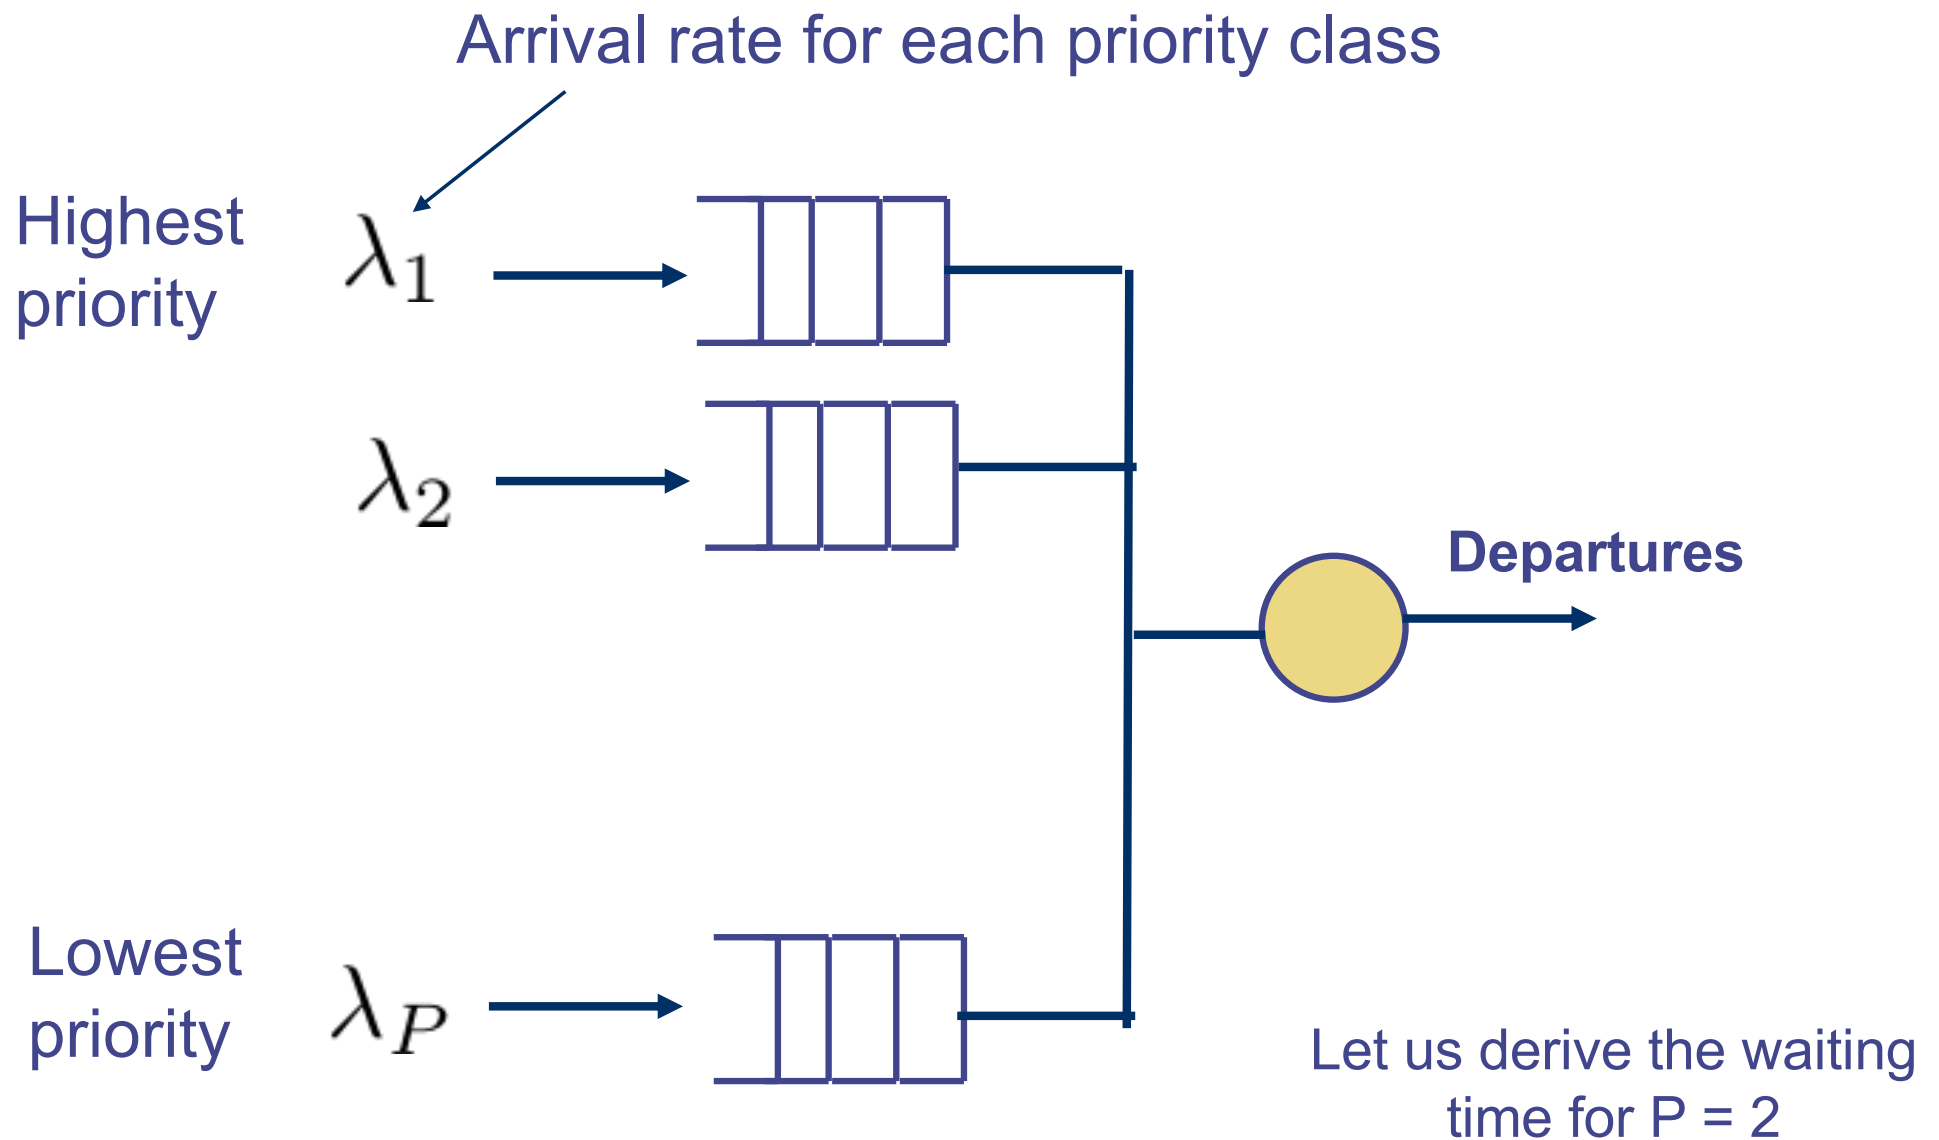 Arrival rate for each priority class
Highest
priority
λ₁
λ₂
Departures
Lowest
priority
λ_P
Let us derive the waiting
time for P = 2